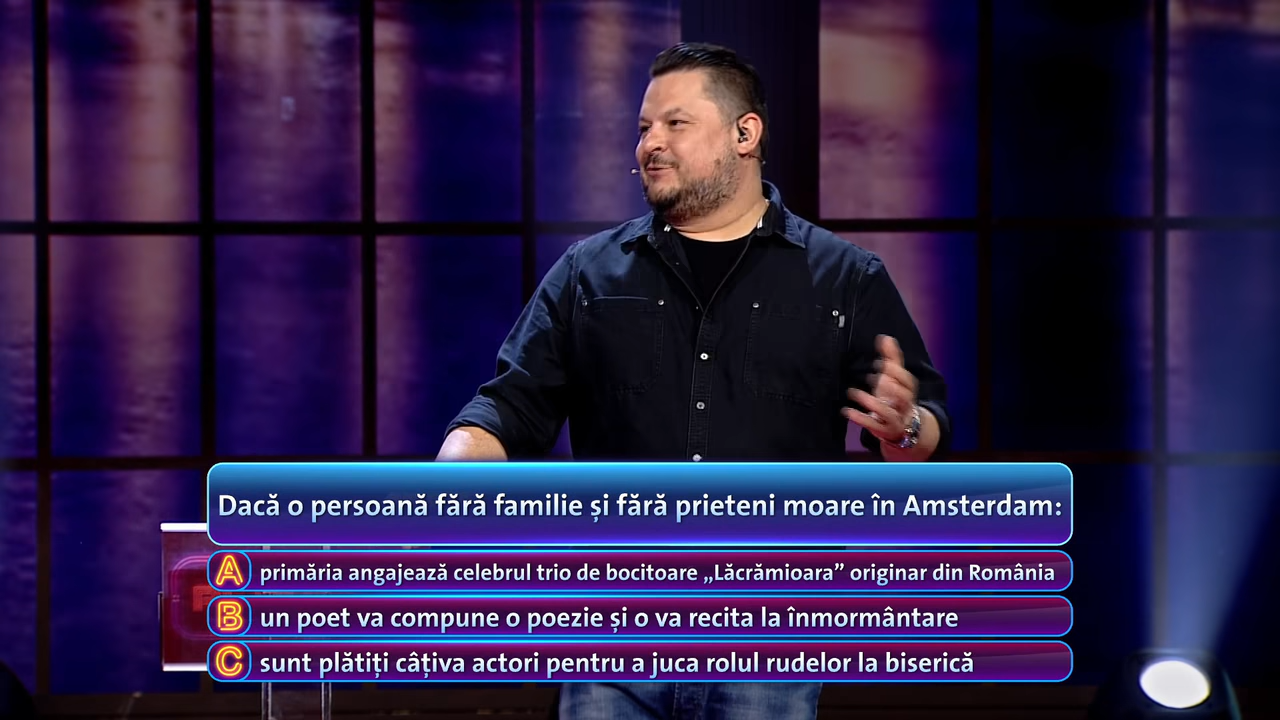 Dacă o persoană fără familie și fără prieteni moare în Amsterdam:
A primăria angajează celebrul trio de bocitoare „Lăcrămioara” originar din România
B un poet va compune o poezie și o va recita la înmormântare
C sunt plătiți câțiva actori pentru a juca rolul rudelor la biserică